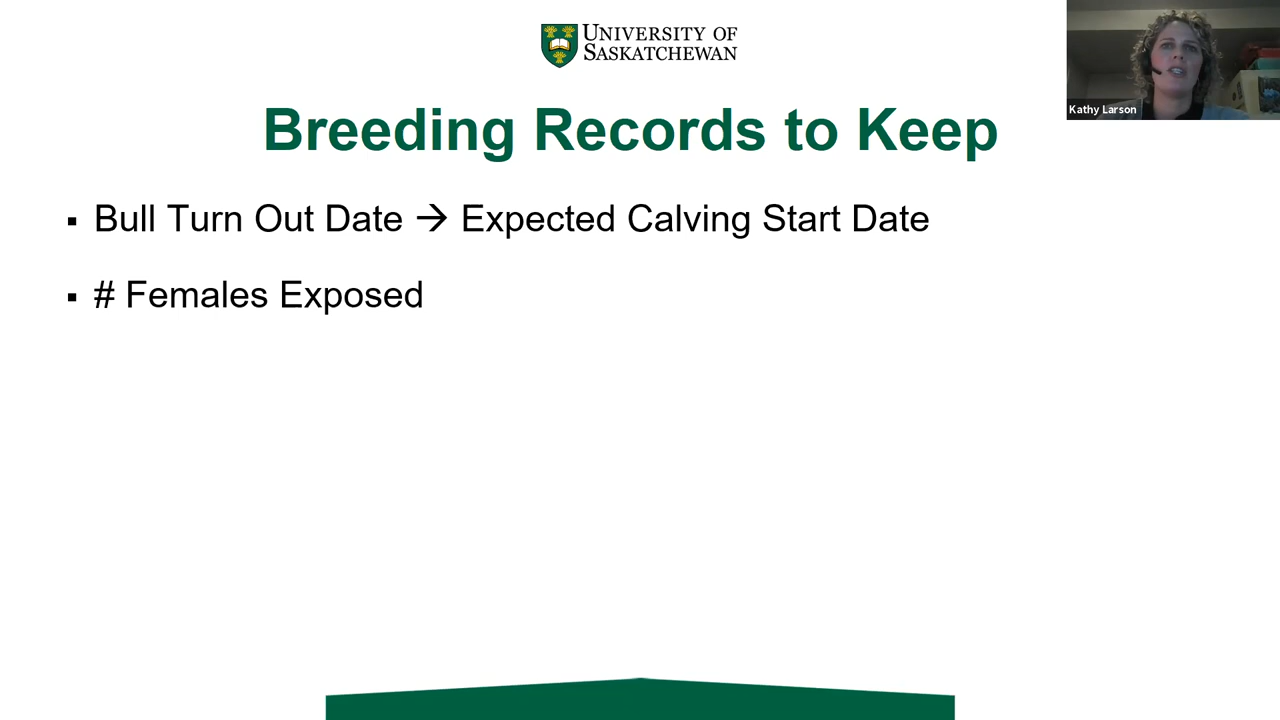 UNIVERSITY OF
SASKATCHEWAN
Kathy Larson
Breeding Records to Keep
▪ Bull Turn Out Date → Expected Calving Start Date
▪ # Females Exposed